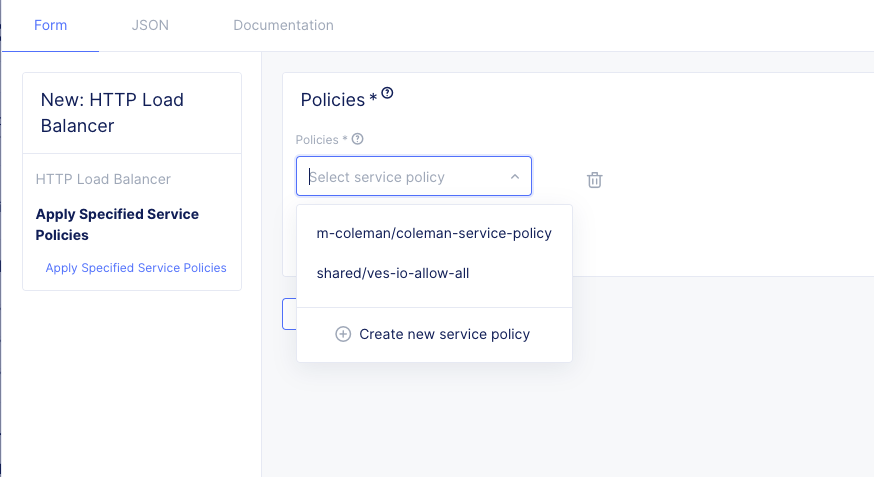 Form JSON Documentation
New: HTTP Load
Balancer
HTTP Load Balancer
Apply Specified Service
Policies
Apply Specified Service Policies
Policies *
Policies *
Select service policy
m-coleman/coleman-service-policy
shared/ves-io-allow-all
Create new service policy